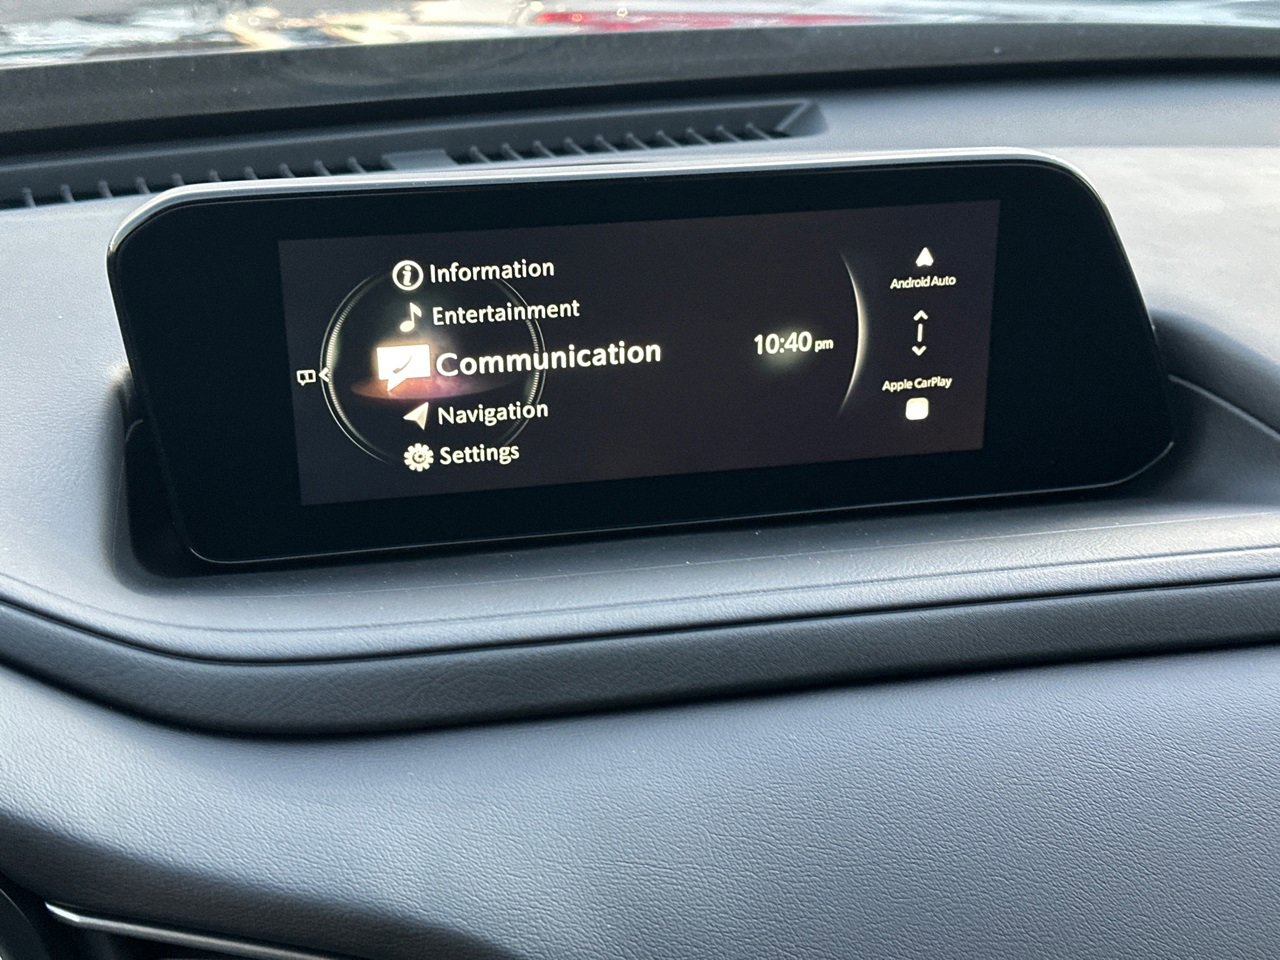 Information
Entertainment
Communication
Navigation
Settings
10:40 pm
Android Auto
Apple CarPlay